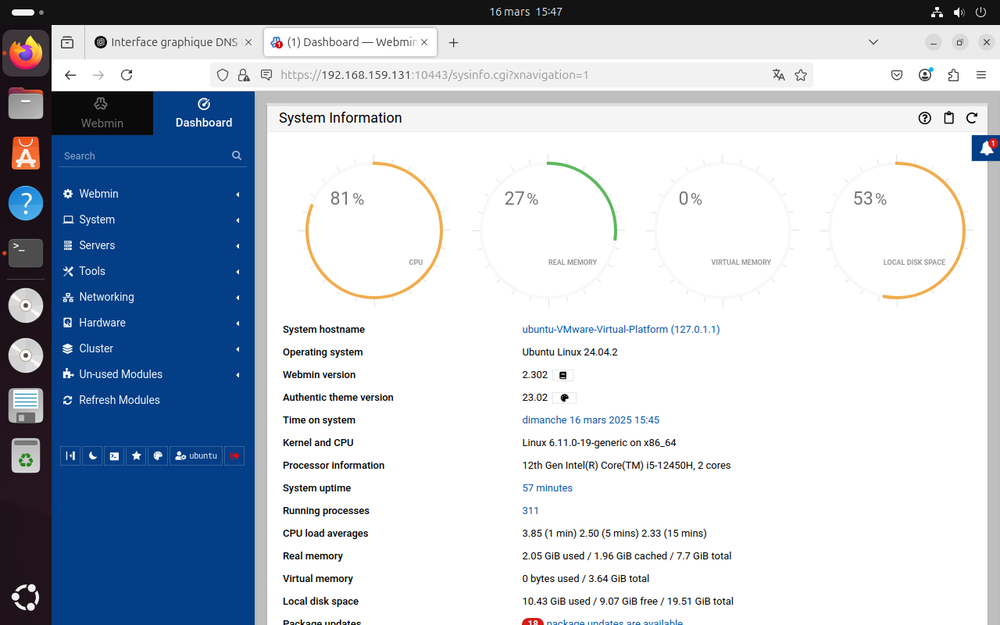 16 mars 15:47
Interface graphique DNS
(1) Dashboard — Webmin
https://192.168.159.131:10443/sysinfo.cgi?xnavigation=1
Webmin
Dashboard
Search
Webmin
System
Servers
Tools
Networking
Hardware
Cluster
Un-used Modules
Refresh Modules
ubuntu
System Information
1
81%
CPU
27%
REAL MEMORY
0%
VIRTUAL MEMORY
53%
LOCAL DISK SPACE
System hostname ubuntu-VMware-Virtual-Platform (127.0.1.1)
Operating system Ubuntu Linux 24.04.2
Webmin version 2.302
Authentic theme version 23.02
Time on system dimanche 16 mars 2025 15:45
Kernel and CPU Linux 6.11.0-19-generic on x86_64
Processor information 12th Gen Intel(R) Core(TM) i5-12450H, 2 cores
System uptime 57 minutes
Running processes 311
CPU load averages 3.85 (1 min) 2.50 (5 mins) 2.33 (15 mins)
Real memory 2.05 GiB used / 1.96 GiB cached / 7.7 GiB total
Virtual memory 0 bytes used / 3.64 GiB total
Local disk space 10.43 GiB used / 9.07 GiB free / 19.51 GiB total
Package updates 18 package updates are available